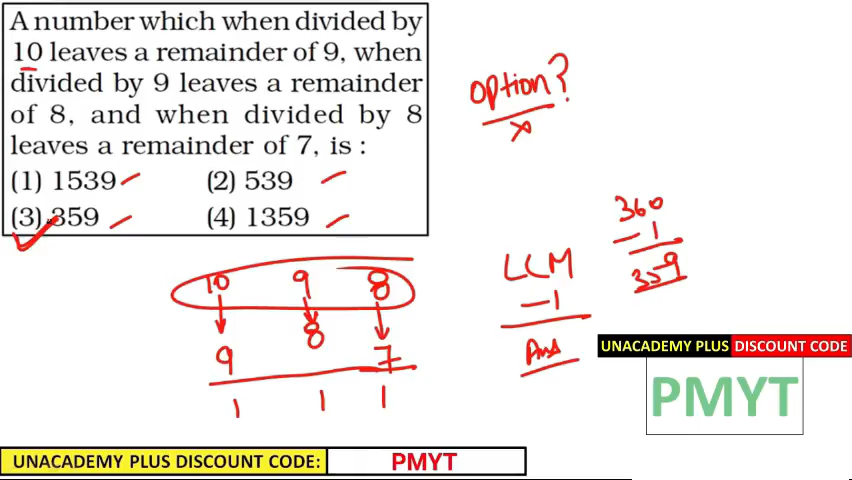 A number which when divided by
10 leaves a remainder of 9, when
divided by 9 leaves a remainder
of 8, and when divided by 8
leaves a remainder of 7, is :
(1) 1539 (2) 539
(3) 359 (4) 1359
option?
10 9 8
9 8 7
1 1 1
LCM
-1
Ans
360
-1
359
UNACADEMY PLUS DISCOUNT CODE
PMYT
UNACADEMY PLUS DISCOUNT CODE: PMYT